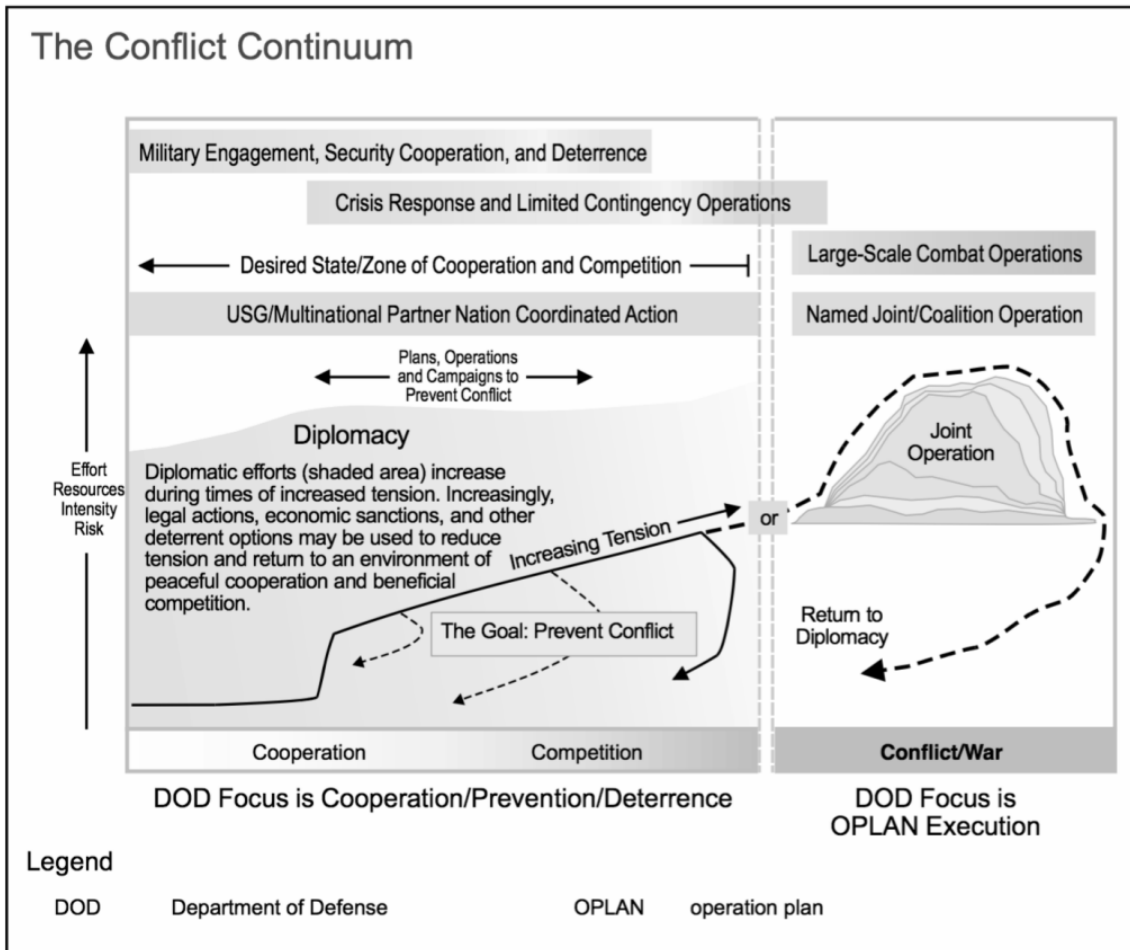 The Conflict Continuum
Military Engagement, Security Cooperation, and Deterrence
Crisis Response and Limited Contingency Operations
Desired State/Zone of Cooperation and Competition
Large-Scale Combat Operations
USG/Multinational Partner Nation Coordinated Action
Named Joint/Coalition Operation
Plans, Operations
and Campaigns to
Prevent Conflict
Effort
Resources
Intensity
Risk
Diplomacy
Diplomatic efforts (shaded area) increase
during times of increased tension. Increasingly,
legal actions, economic sanctions, and other
deterrent options may be used to reduce
tension and return to an environment of
peaceful cooperation and beneficial
competition.
Increasing Tension
or
Joint
Operation
The Goal: Prevent Conflict
Return to
Diplomacy
Cooperation
Competition
Conflict/War
DOD Focus is Cooperation/Prevention/Deterrence
DOD Focus is
OPLAN Execution
Legend
DOD Department of Defense
OPLAN operation plan